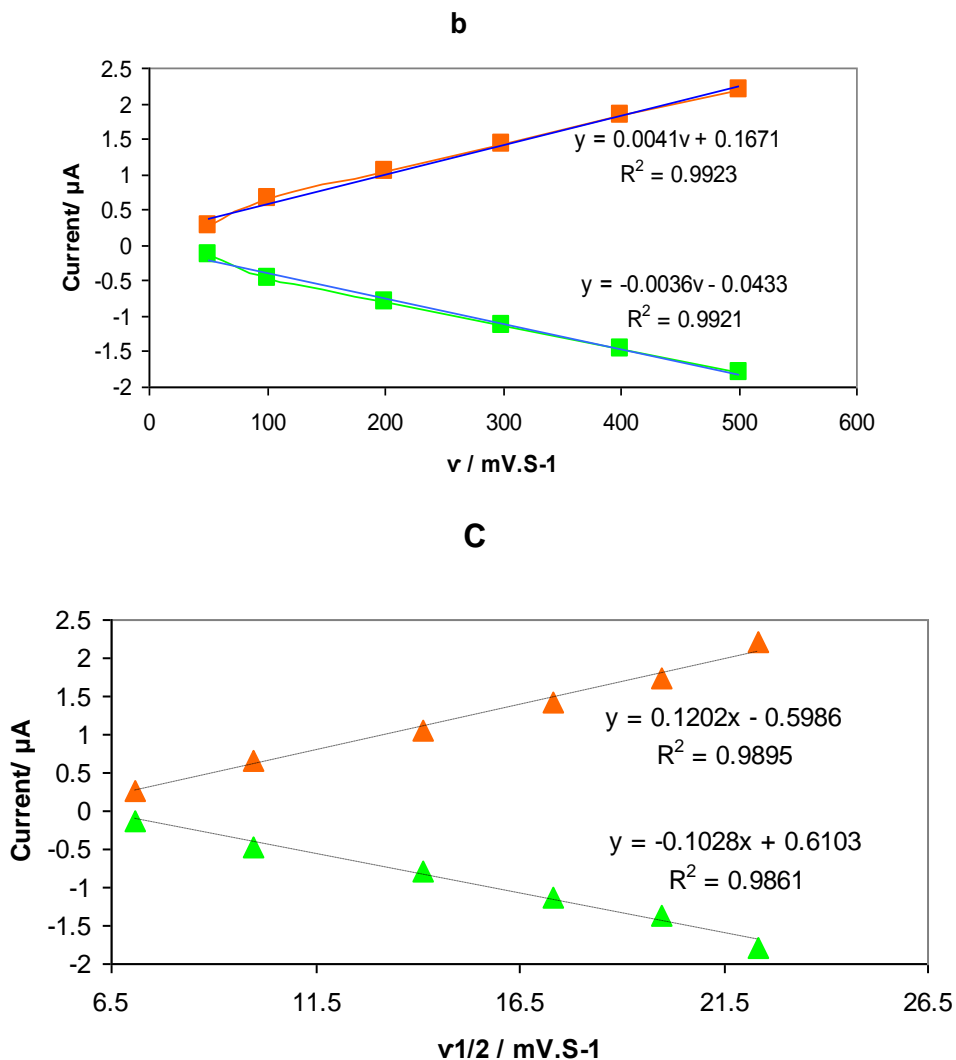 b
2.5
2
1.5
1
0.5
0
-0.5
-1
-1.5
-2
Current/ µA
y = 0.0041v + 0.1671
R² = 0.9923
y = -0.0036v - 0.0433
R² = 0.9921
0 100 200 300 400 500 600
v / mV.S-1
C
2.5
2
1.5
1
0.5
0
-0.5
-1
-1.5
-2
Current/ µA
y = 0.1202x - 0.5986
R² = 0.9895
y = -0.1028x + 0.6103
R² = 0.9861
6.5 11.5 16.5 21.5 26.5
v1/2 / mV.S-1